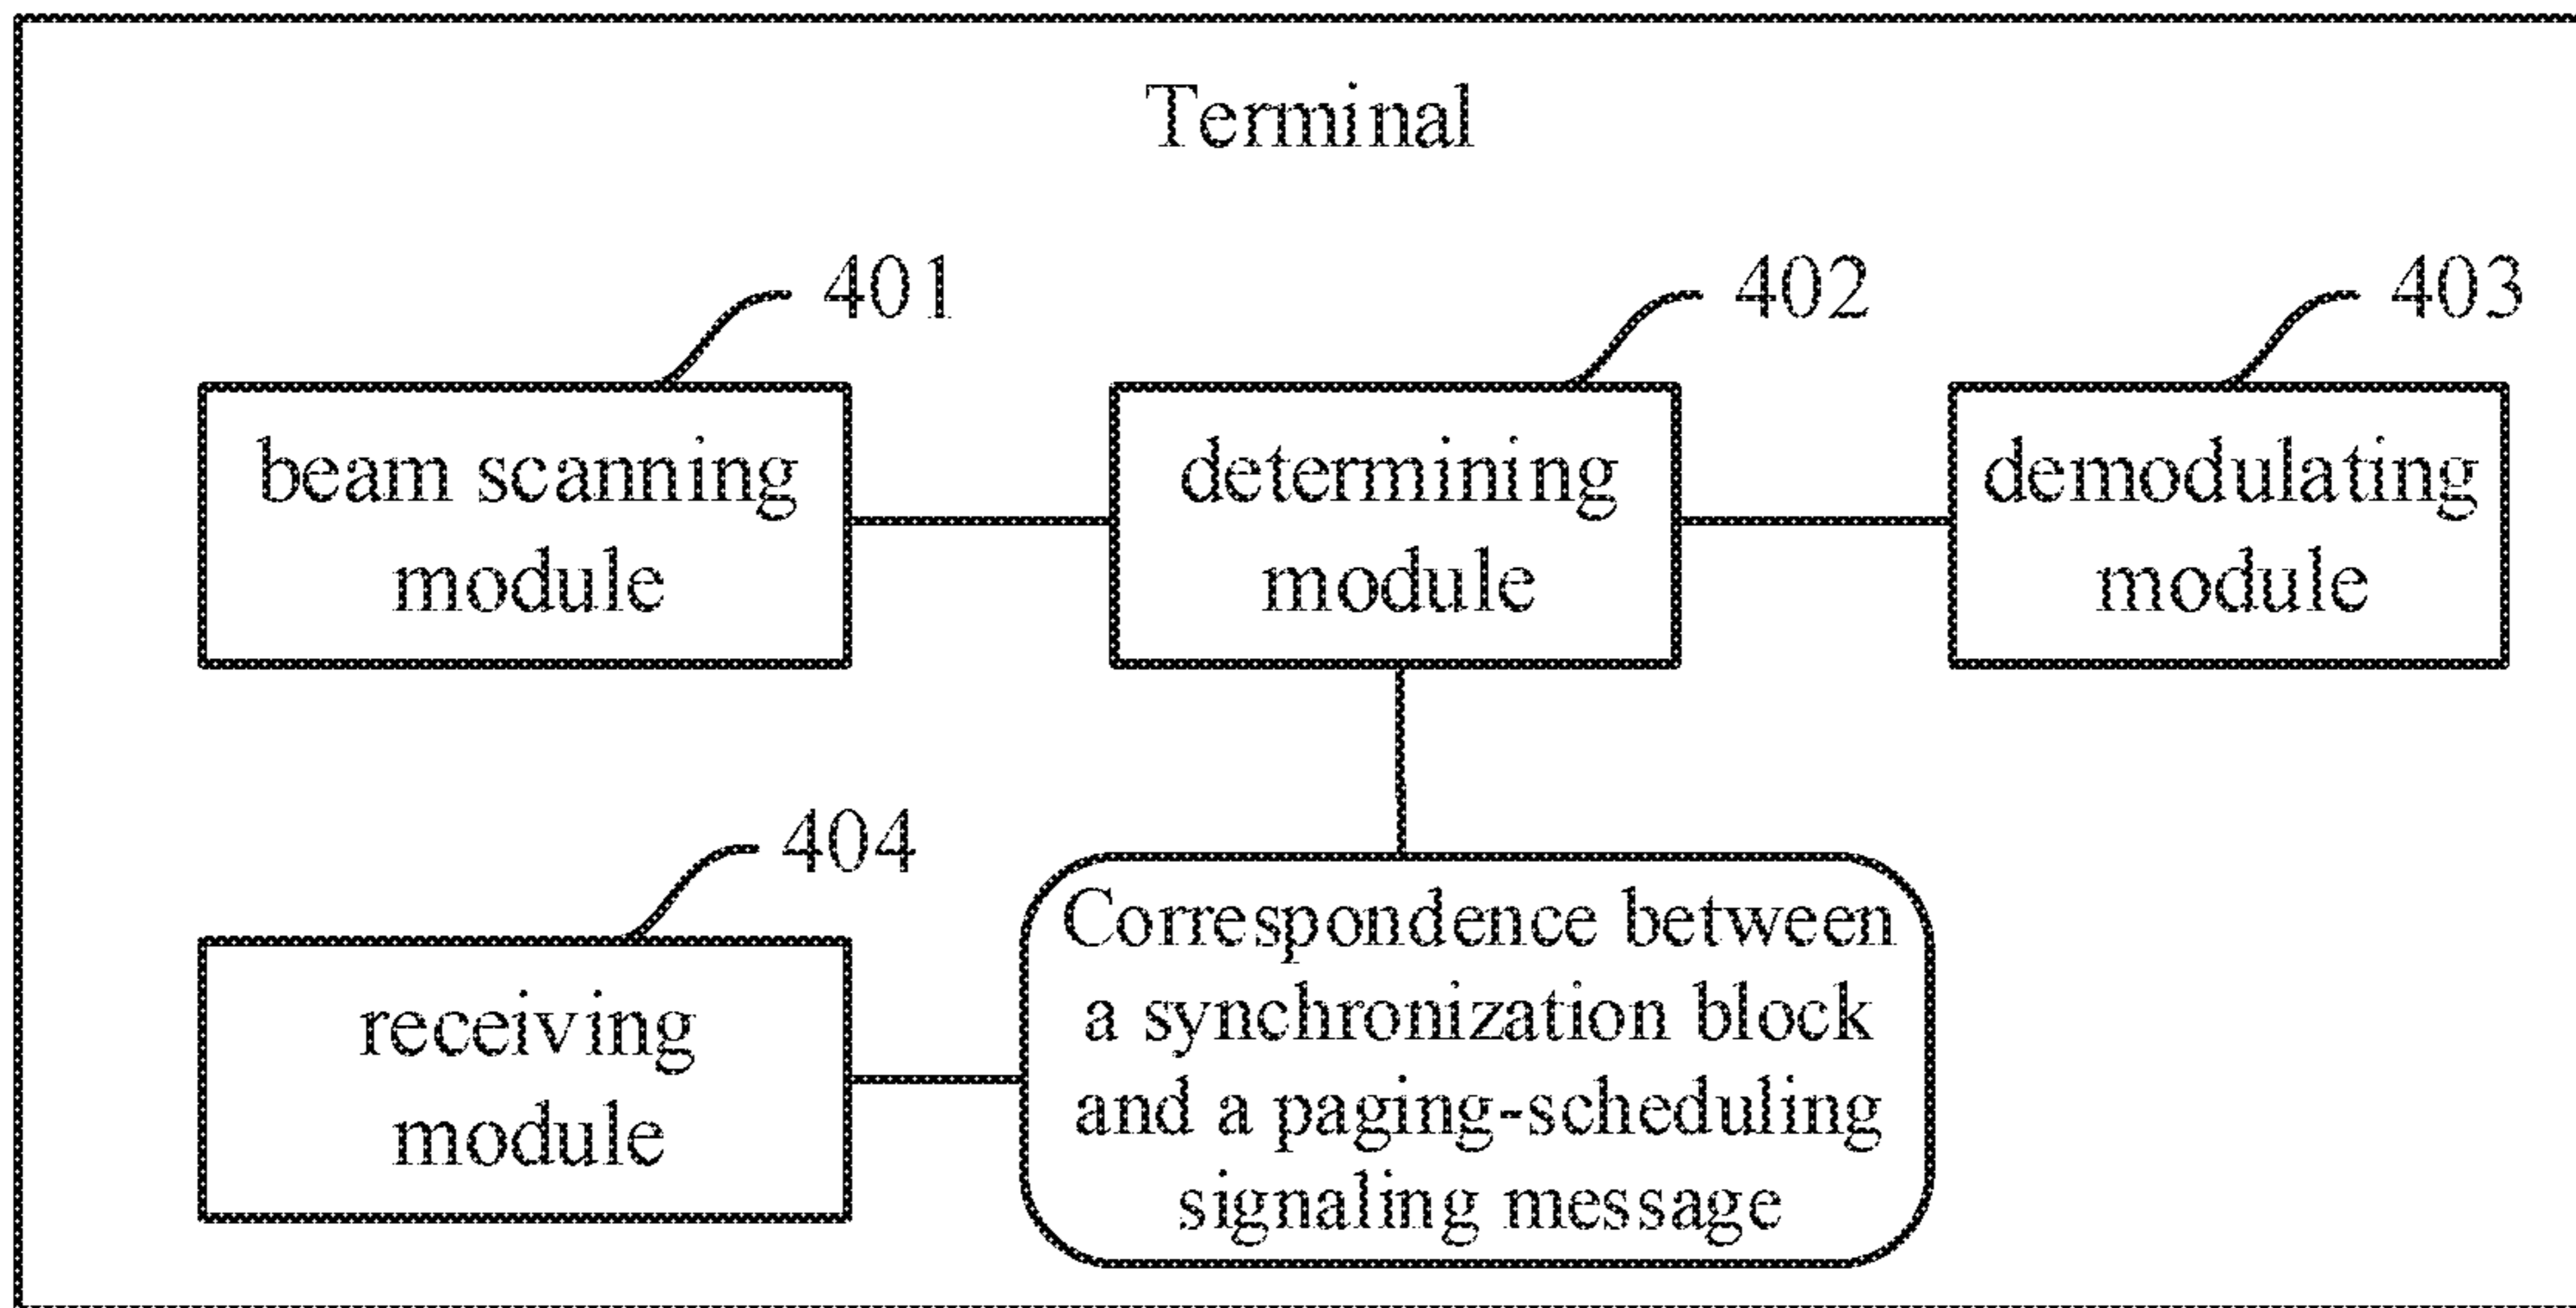 Terminal
401
402
403
beam scanning
module
determining
module
demodulating
module
404
receiving
module
Correspondence between
a synchronization block
and a paging-scheduling
signaling message